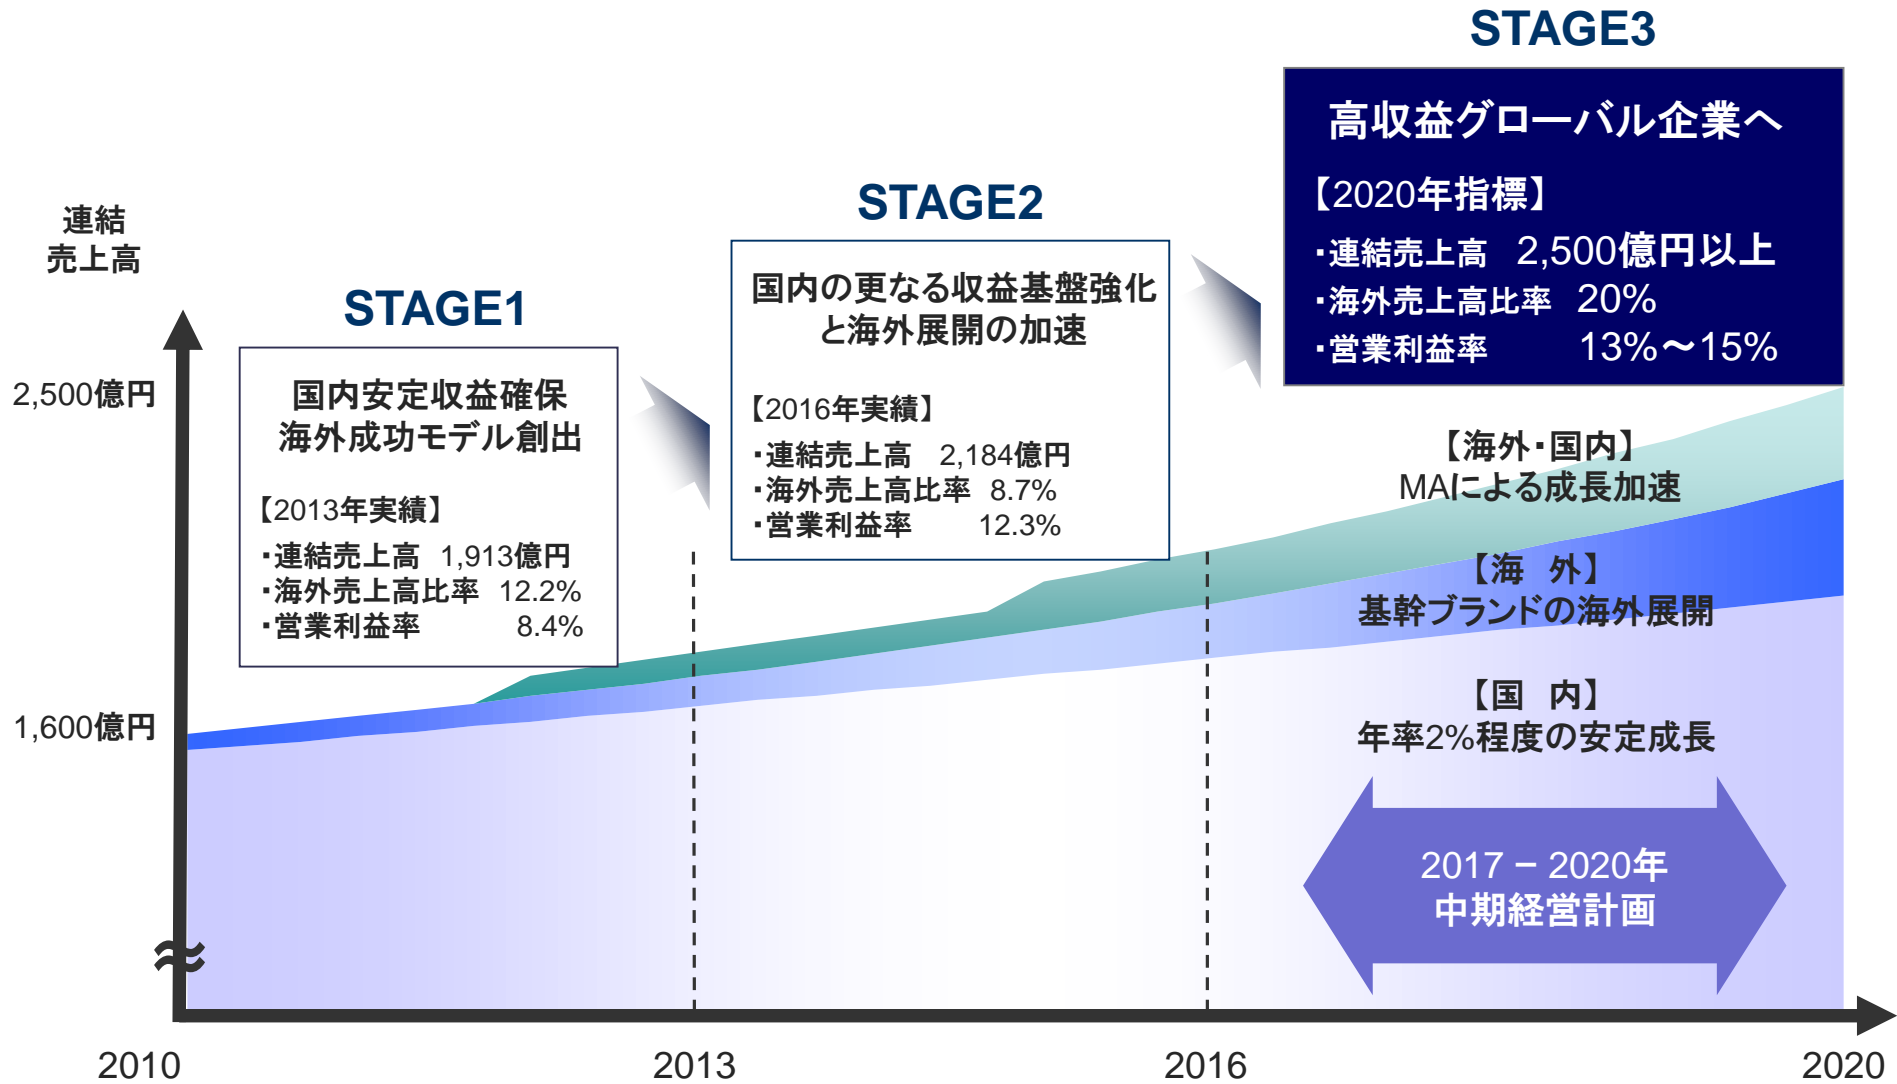 STAGE3
高収益グローバル企業へ
【2020年指標】
・連結売上高 2,500億円以上
・海外売上高比率 20%
・営業利益率 13%～15%
STAGE2
国内の更なる収益基盤強化
と海外展開の加速
【2016年実績】
・連結売上高 2,184億円
・海外売上高比率 8.7%
・営業利益率 12.3%
STAGE1
国内安定収益確保
海外成功モデル創出
【2013年実績】
・連結売上高 1,913億円
・海外売上高比率 12.2%
・営業利益率 8.4%
連結
売上高
2,500億円
1,600億円
【海外・国内】
MAによる成長加速
【海 外】
基幹ブランドの海外展開
【国 内】
年率2%程度の安定成長
2017 – 2020年
中期経営計画
2010
2013
2016
2020